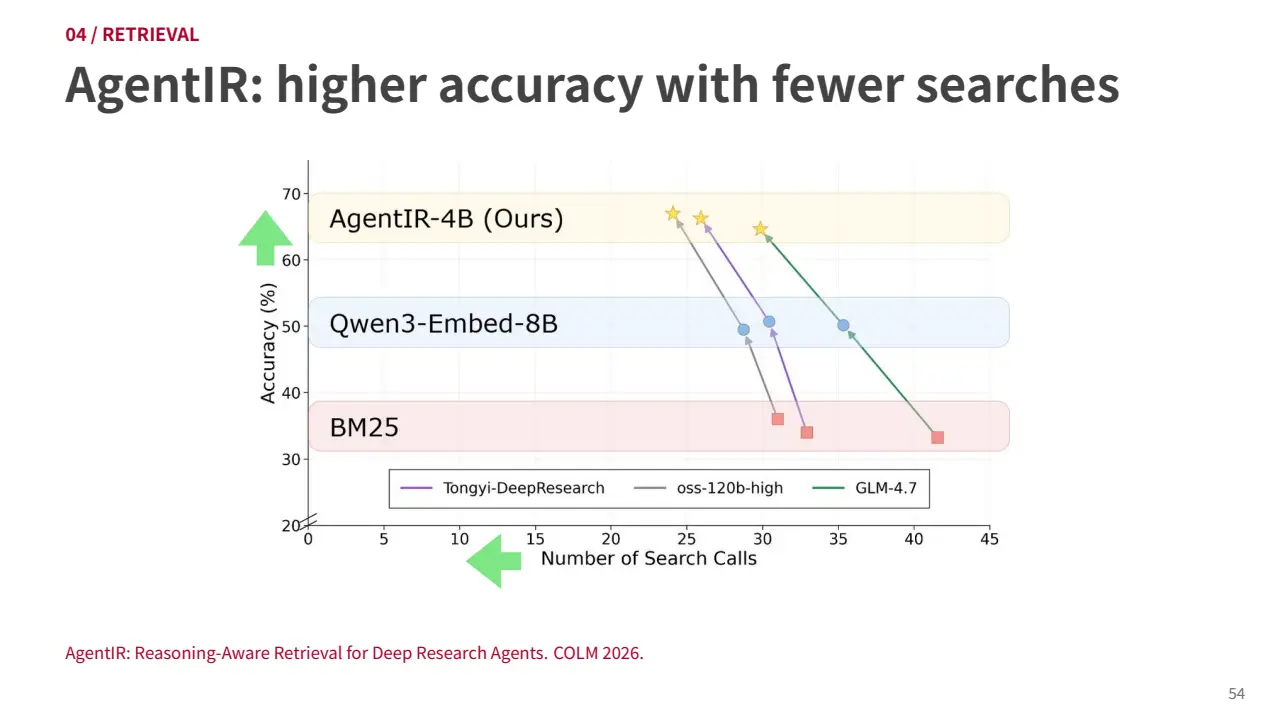 04 / RETRIEVAL
AgentIR: higher accuracy with fewer searches
70
60
50
40
30
20
Accuracy (%)
AgentIR-4B (Ours)
Qwen3-Embed-8B
BM25
Tongyi-DeepResearch oss-120b-high GLM-4.7
0 5 10 15 20 25 30 35 40 45
Number of Search Calls
AgentIR: Reasoning-Aware Retrieval for Deep Research Agents. COLM 2026.
54